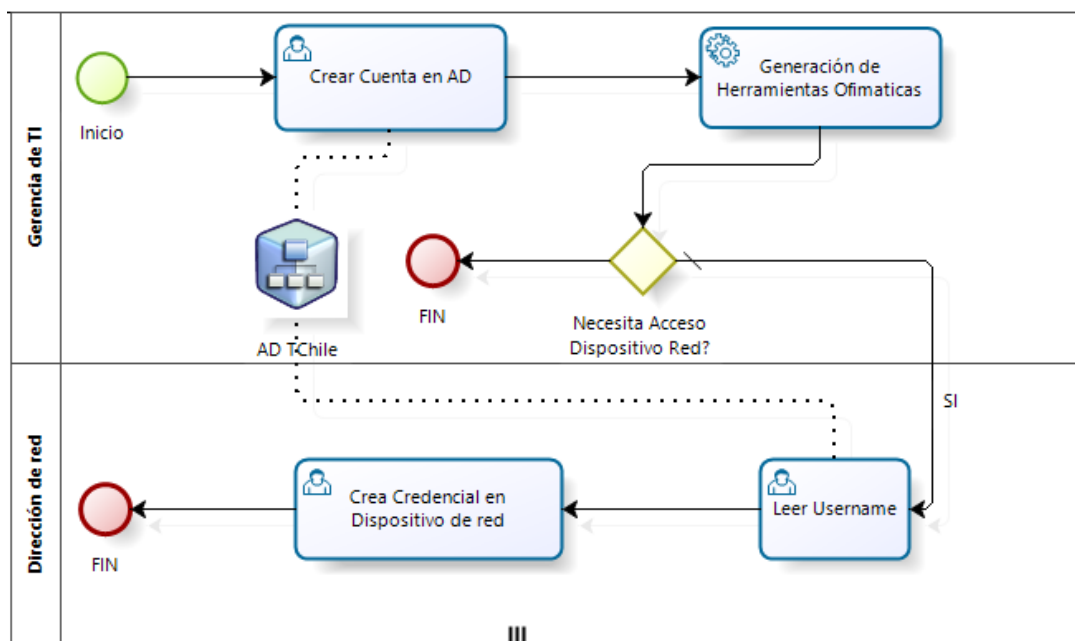 Gerencia de TI
Inicio
Crear Cuenta en AD
Generación de
Herramientas Ofimaticas
AD TChile
FIN
Necesita Acceso
Dispositivo Red?
SI
Dirección de red
FIN
Crea Credencial en
Dispositivo de red
Leer Username